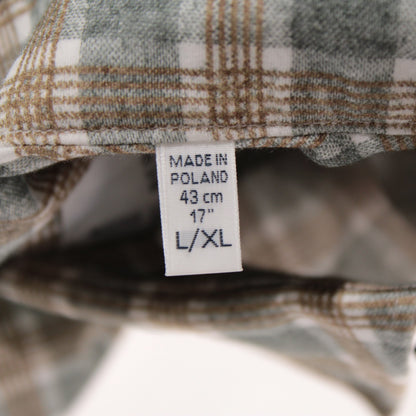 MADE IN
POLAND
43 cm
17"
L/XL